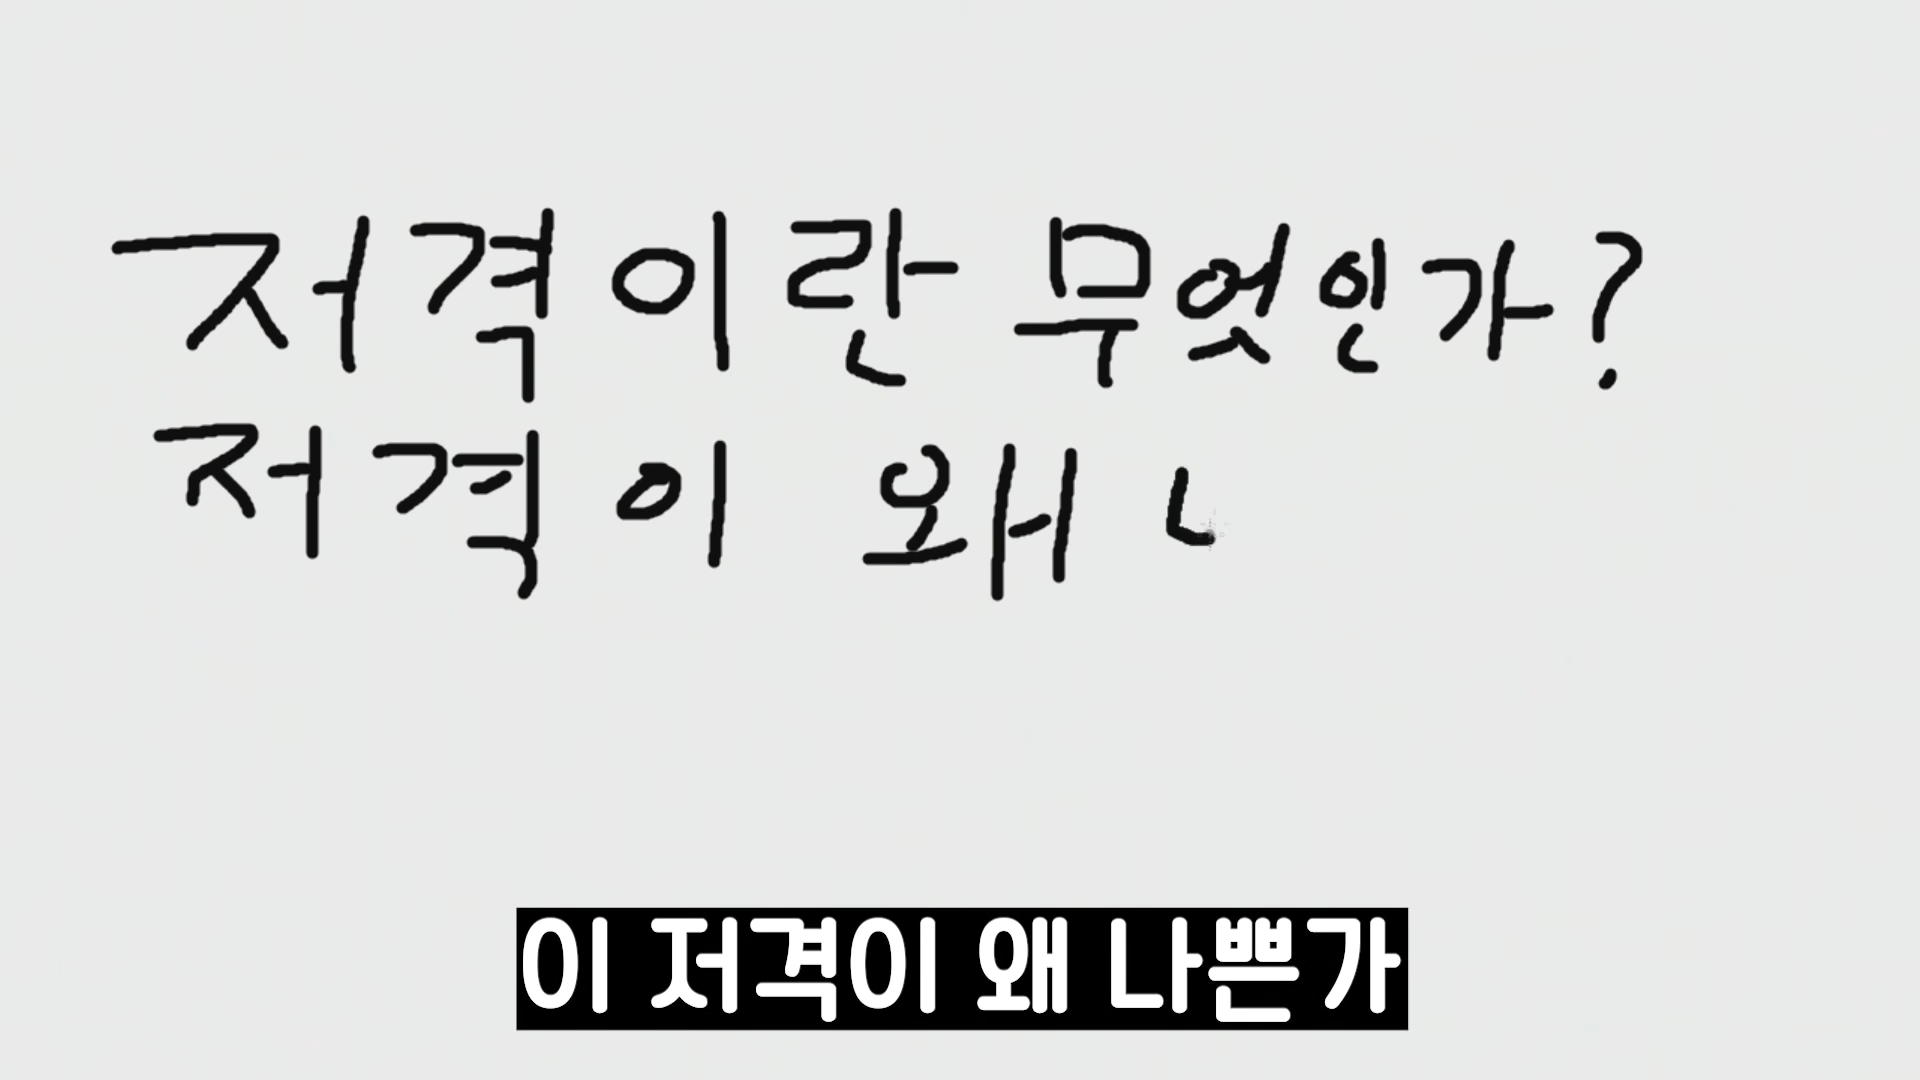 저격이란 무엇인가?
저격이 왜 ㄴ
이 저격이 왜 나쁜가